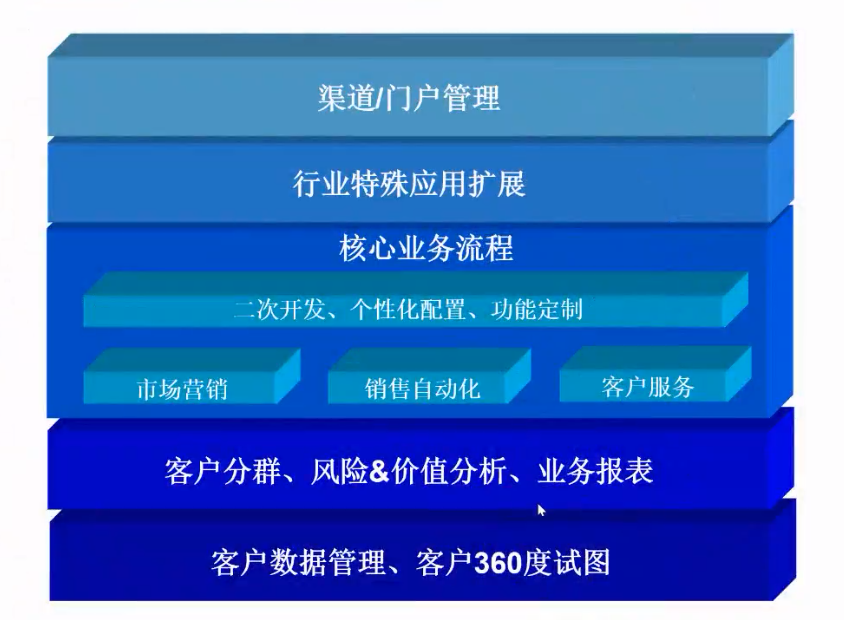 渠道/门户管理
行业特殊应用扩展
核心业务流程
二次开发、个性化配置、功能定制
市场营销
销售自动化
客户服务
客户分群、风险&价值分析、业务报表
客户数据管理、客户360度试图